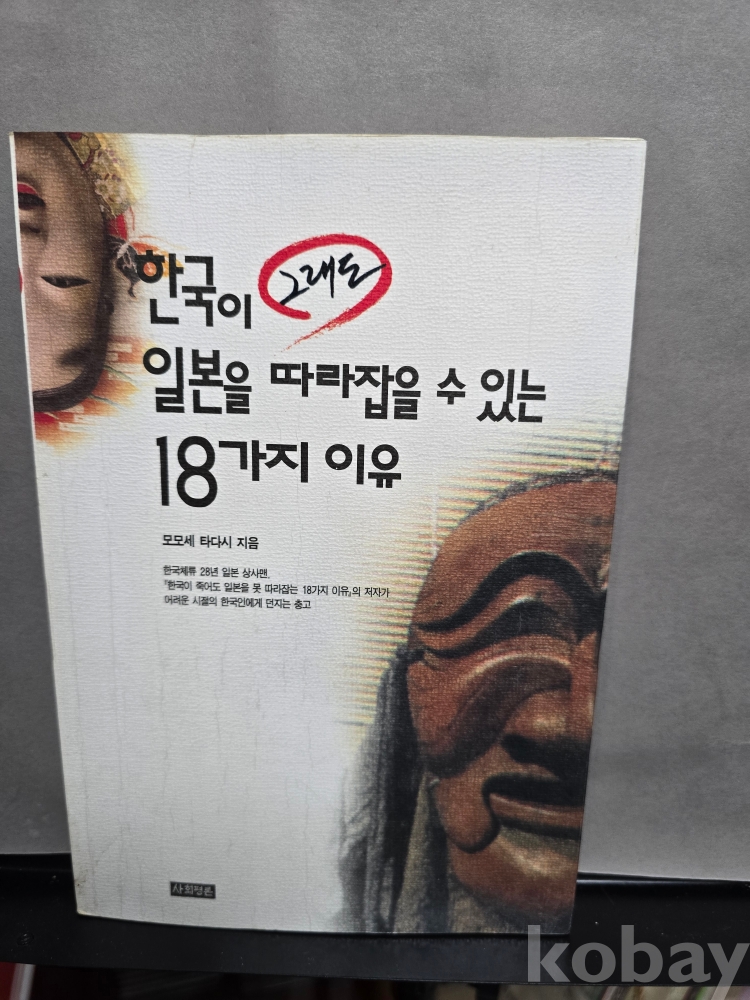 한국이 그래도
일본을 따라잡을 수 있는
18가지 이유
모모세 타다시 지음
한국체류 28년 일본 상사맨,
『한국이 죽어도 일본을 못 따라잡는 18가지 이유』의 저자가
어려운 시절의 한국인에게 던지는 충고
사회평론
kobay